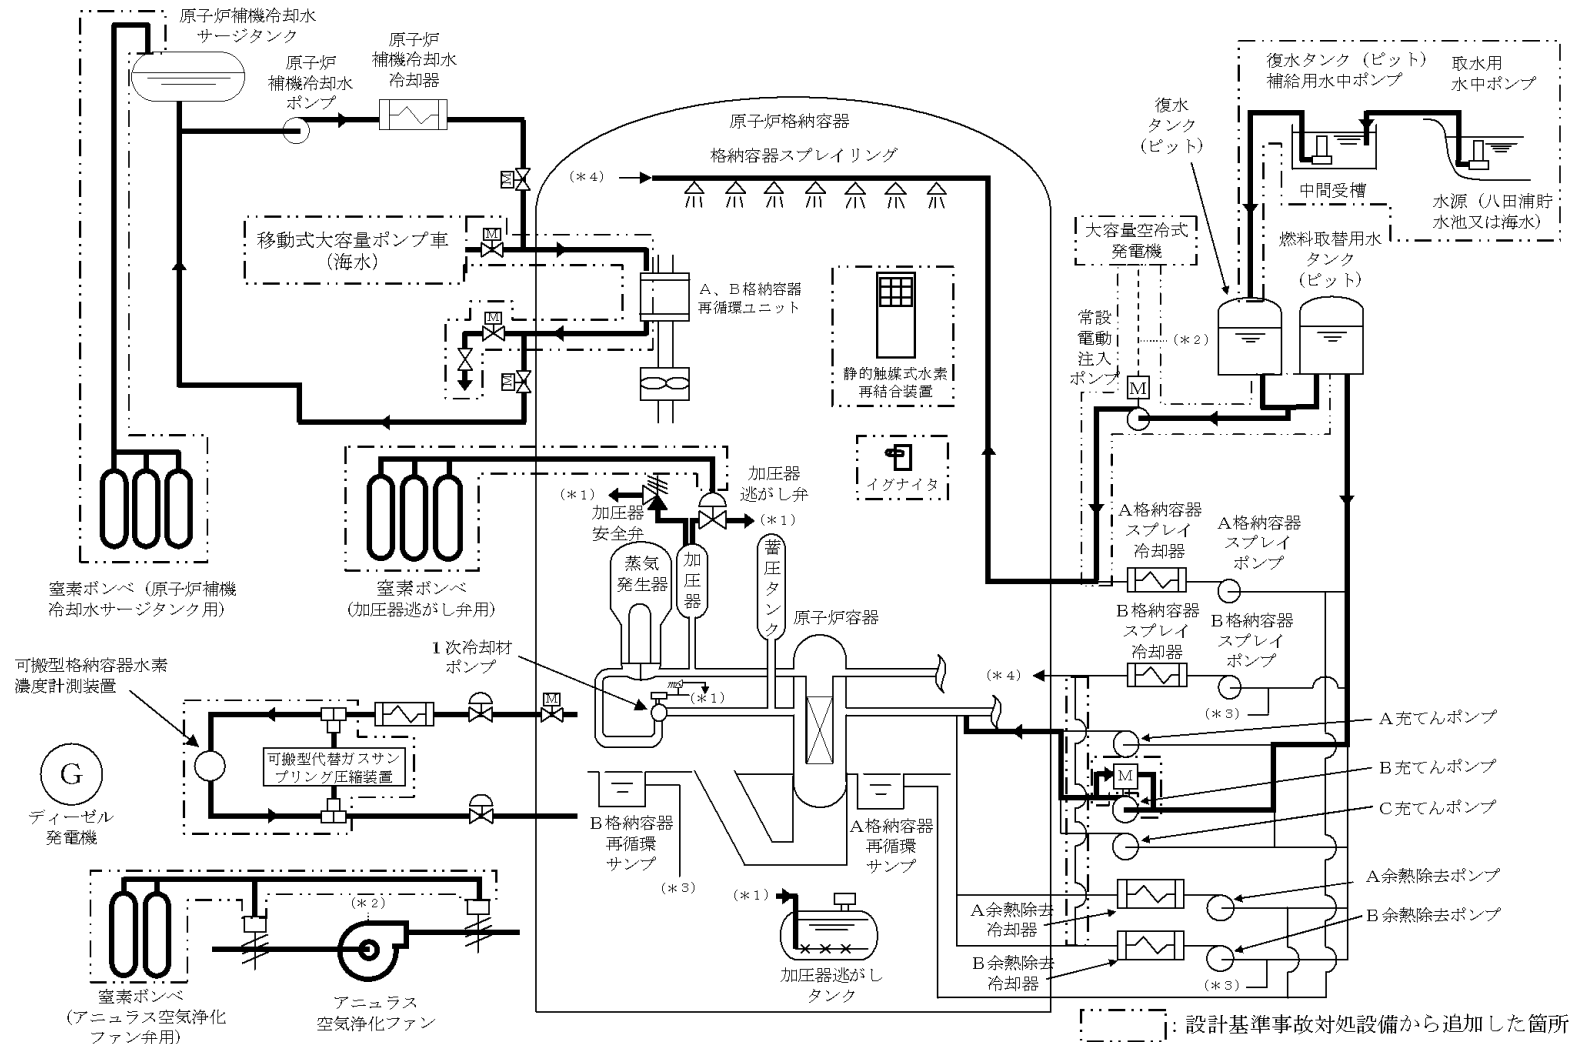 原子炉補機冷却水
サージタンク
原子炉
補機冷却水
ポンプ
原子炉
補機冷却水
冷却器
M
原子炉格納容器
格納容器スプレイリング
(＊4)
移動式大容量ポンプ車
(海水)
M
M
M
A、B格納容器
再循環ユニット
静的触媒式水素
再結合装置
イグナイタ
復水タンク（ピット）
補給用水中ポンプ
取水用
水中ポンプ
復水
タンク
(ピット)
中間受槽
水源（八田浦貯
水池又は海水）
大容量空冷式
発電機
燃料取替用水
タンク
(ピット)
常設
電動
注入
ポンプ
(＊2)
M
窒素ボンベ（原子炉補機
冷却水サージタンク用）
窒素ボンベ
(加圧器逃がし弁用)
(＊1)
加圧器
安全弁
加圧器
逃がし弁
(＊1)
蒸気
発生器
加圧器
蓄圧タンク
原子炉容器
1次冷却材
ポンプ
(＊1)
A格納容器
スプレイ
冷却器
A格納容器
スプレイ
ポンプ
B格納容器
スプレイ
冷却器
B格納容器
スプレイ
ポンプ
(＊4)
(＊3)
A充てんポンプ
M
B充てんポンプ
C充てんポンプ
可搬型格納容器水素
濃度計測装置
M
可搬型代替ガスサン
プリング圧縮装置
G
ディーゼル
発電機
B格納容器
再循環
サンプ
(＊3)
A格納容器
再循環
サンプ
(＊1)
加圧器逃がし
タンク
A余熱除去ポンプ
A余熱除去
冷却器
B余熱除去ポンプ
B余熱除去
冷却器
(＊3)
(＊2)
窒素ボンベ
(アニュラス空気浄化
ファン弁用)
アニュラス
空気浄化ファン
：設計基準事故対処設備から追加した箇所